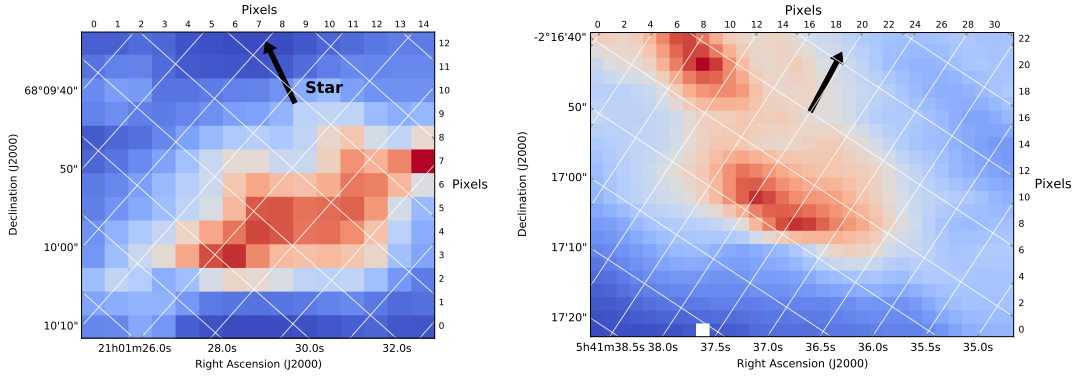 Pixels
0 1 2 3 4 5 6 7 8 9 10 11 12 13 14
12
11
10
9
8
7
6
5
4
3
2
1
0
Pixels
Star
68°09'40"
50"
10'00"
10'10"
Declination (J2000)
21h01m26.0s 28.0s 30.0s 32.0s
Right Ascension (J2000)
Pixels
0 2 4 6 8 10 12 14 16 18 20 22 24 26 28 30
22
20
18
16
14
12
10
8
6
4
2
0
Pixels
-2°16'40"
50"
17'00"
17'10"
17'20"
Declination (J2000)
5h41m38.5s 38.0s 37.5s 37.0s 36.5s 36.0s 35.5s 35.0s
Right Ascension (J2000)